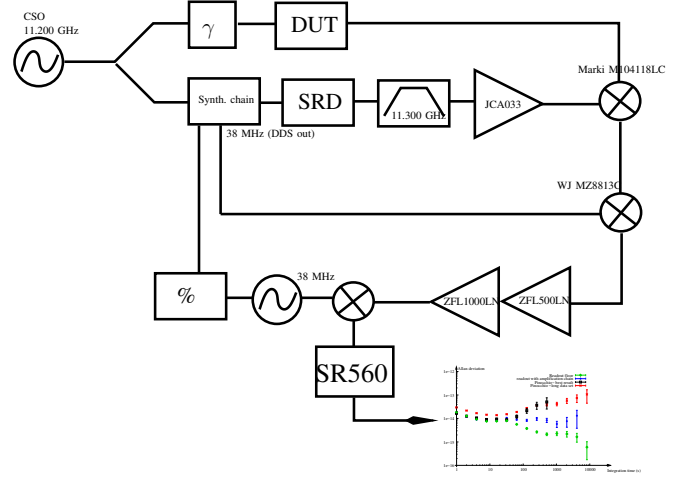 CSO
11.200 GHz
γ
DUT
Marki M104118LC
Synth. chain
SRD
11.300 GHz
JCA033
38 MHz (DDS out)
WJ MZ8813C
%
38 MHz
ZFL1000LN
ZFL500LN
SR560
Allan deviation
Integration time (s)